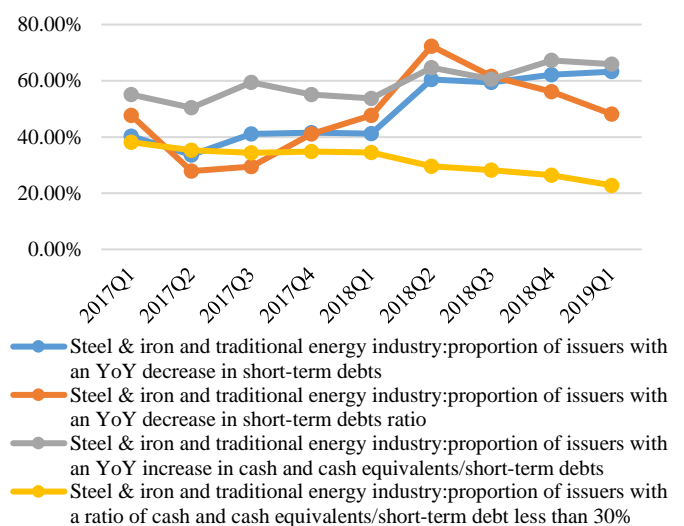 80.00%
60.00%
40.00%
20.00%
0.00%
2017Q1
2017Q2
2017Q3
2017Q4
2018Q1
2018Q2
2018Q3
2018Q4
2019Q1
Steel & iron and traditional energy industry:proportion of issuers with
an YoY decrease in short-term debts
Steel & iron and traditional energy industry:proportion of issuers with
an YoY decrease in short-term debts ratio
Steel & iron and traditional energy industry:proportion of issuers with
an YoY increase in cash and cash equivalents/short-term debts
Steel & iron and traditional energy industry:proportion of issuers with
a ratio of cash and cash equivalents/short-term debt less than 30%